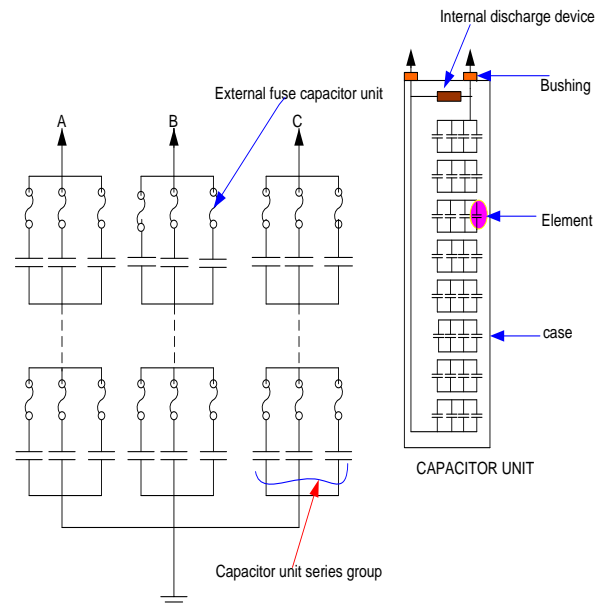 Internal discharge device
External fuse capacitor unit
Bushing
A
B
C
Element
case
CAPACITOR UNIT
Capacitor unit series group